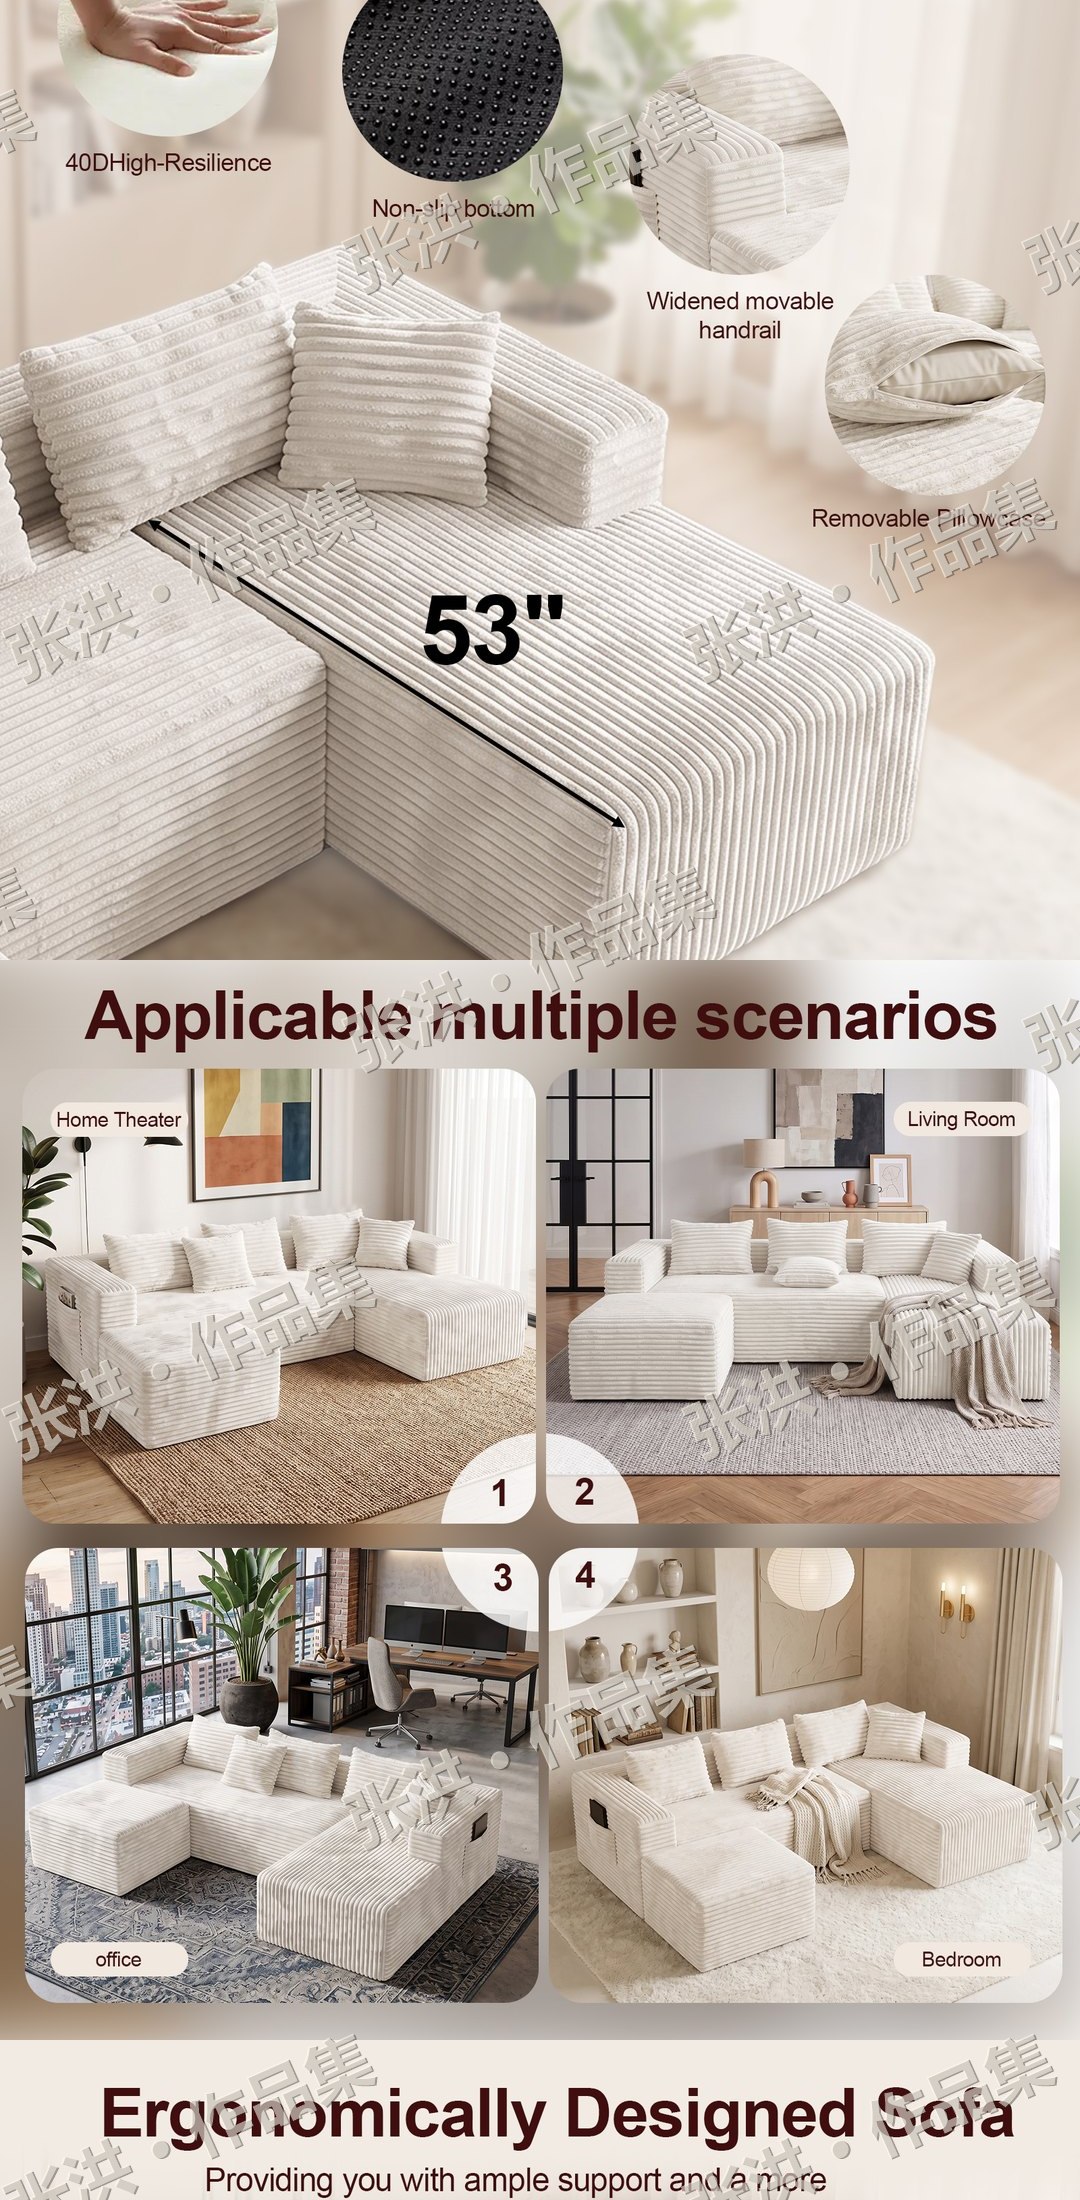 40DHigh-Resilience
Non-slip bottom
Widened movable
handrail
Removable Pillowcase
53"
Applicable multiple scenarios
Home Theater
Living Room
1
2
3
4
office
Bedroom
Ergonomically Designed Sofa
Providing you with ample support and a more
张洪·作品集